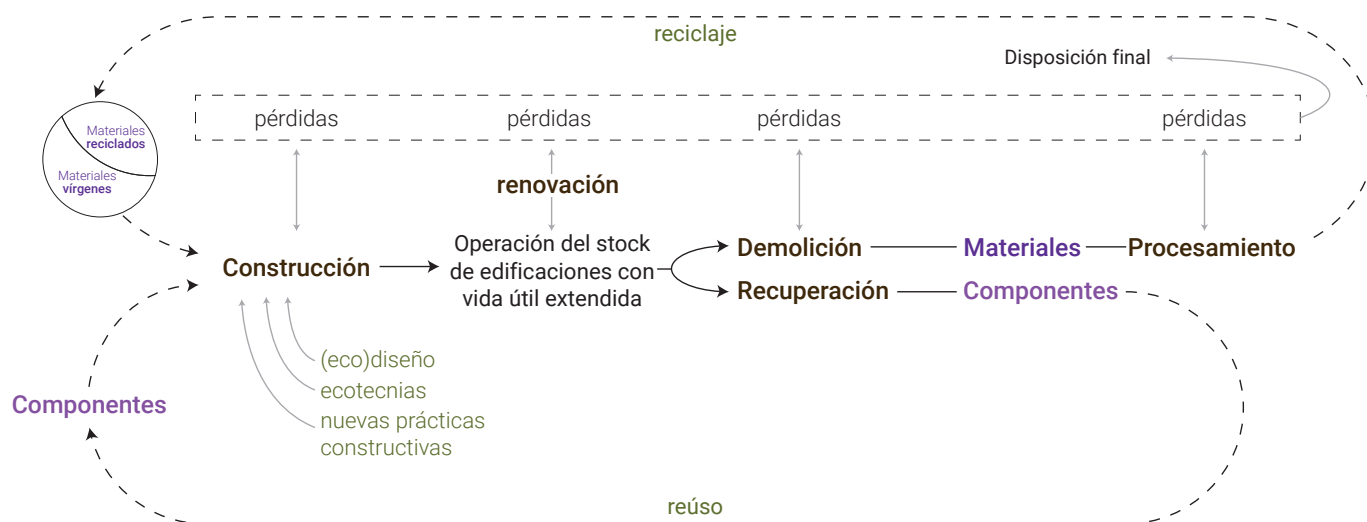 reciclaje
Disposición final
pérdidas
pérdidas
pérdidas
pérdidas
Materiales
reciclados
Materiales
vírgenes
renovación
Construcción
Operación del stock
de edificaciones con
vida útil extendida
Demolición
Materiales
Procesamiento
Recuperación
Componentes
(eco)diseño
ecotecnias
nuevas prácticas
constructivas
Componentes
reúso